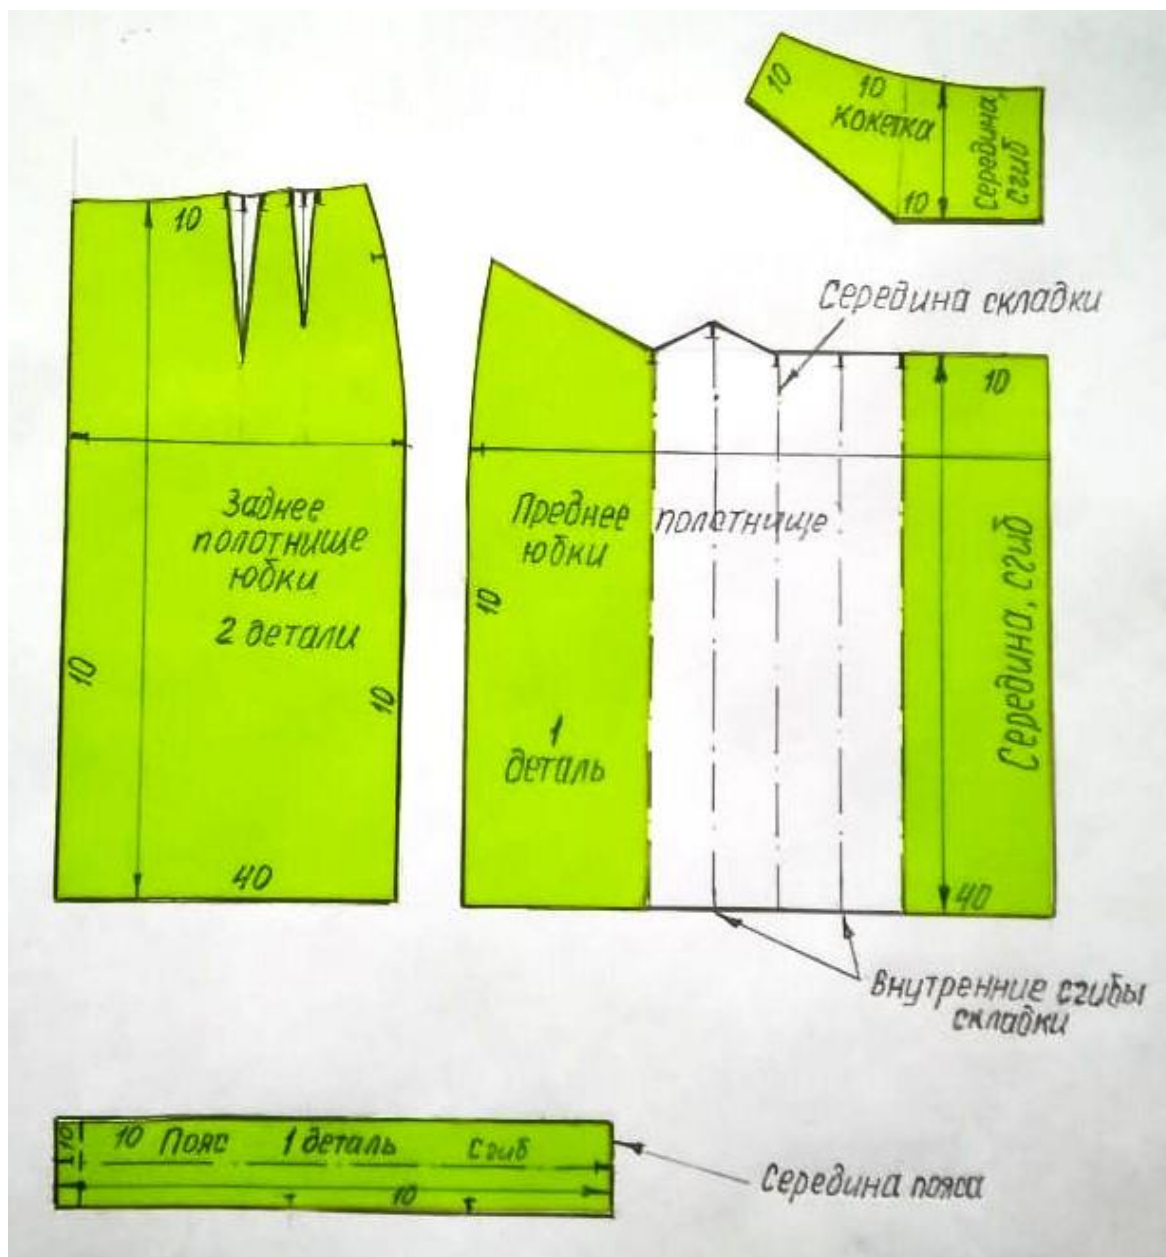 10
10
Кокетка
10
Середина,
сгиб
10
Середина складки
10
Заднее
полотнище
юбки
2 детали
10
10
40
Преднее полотнище
юбки
10
1
деталь
Середина, сгиб
40
Внутренние сгибы
складки
10
10 Пояс 1 деталь Сгиб
10
Середина пояса